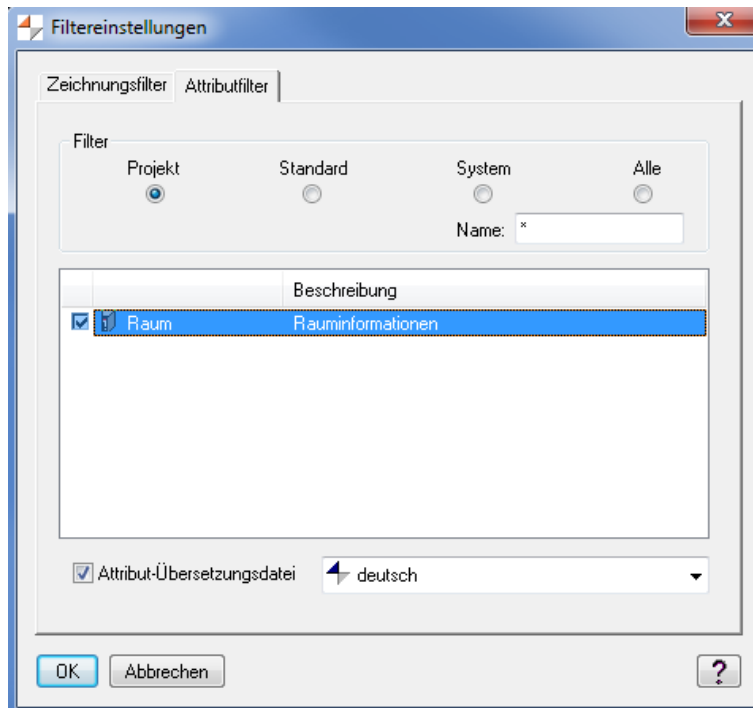 Filtereinstellungen
Zeichnungsfilter Attributfilter
Filter
Projekt Standard System Alle
Name: *
Beschreibung
Raum Rauminformationen
Attribut-Übersetzungsdatei deutsch
OK Abbrechen ?